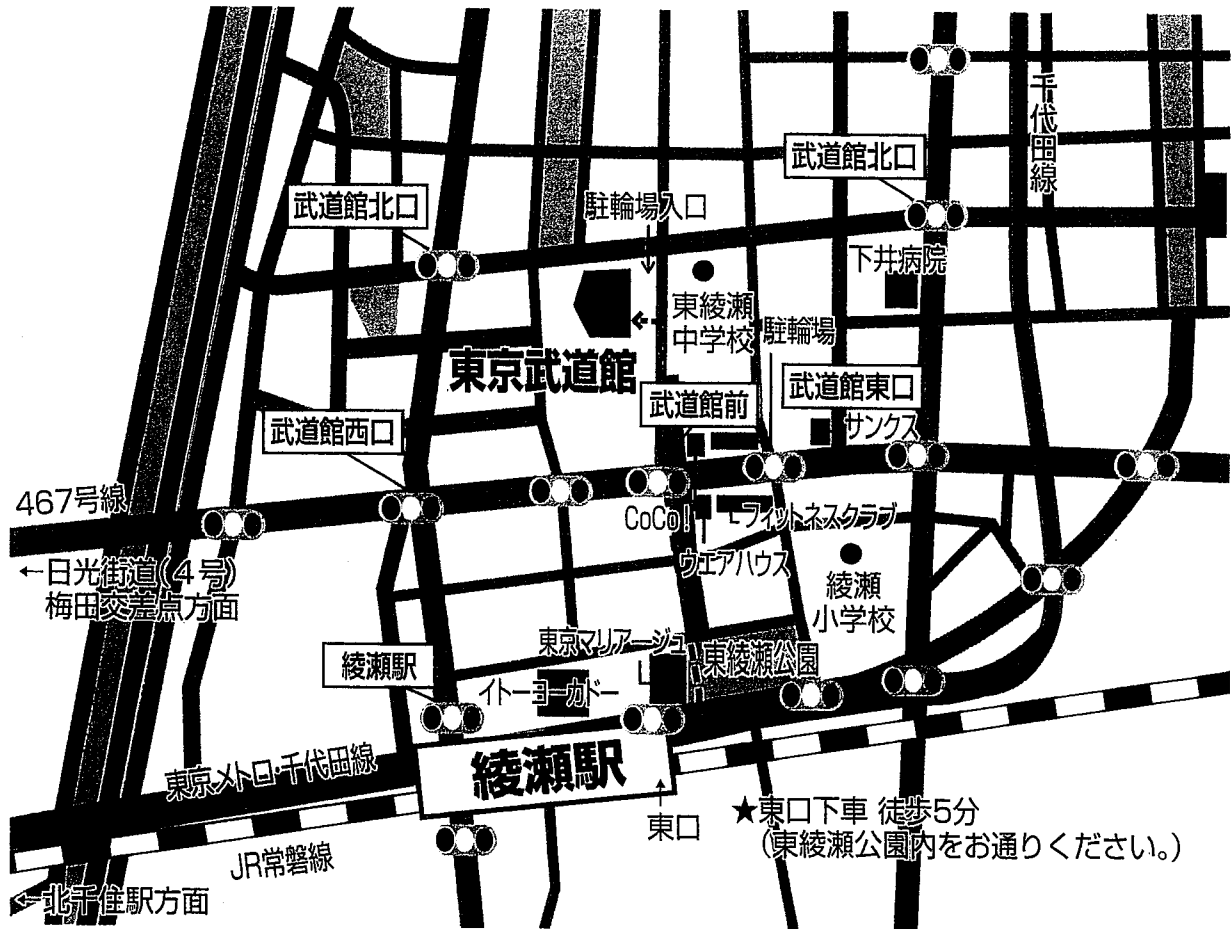 千代田線
武道館北口
武道館北口
駐輪場入口
下井病院
東綾瀬
中学校
駐輪場
東京武道館
武道館前
武道館東口
サンクス
武道館西口
467号線
CoCo!
フィットネスクラブ
ウエアハウス
←日光街道(4号)
梅田交差点方面
綾瀬
小学校
東京マリアージュ
東綾瀬公園
綾瀬駅
イトーヨーカドー
綾瀬駅
東京メトロ・千代田線
東口
★東口下車 徒歩5分
(東綾瀬公園内をお通りください。)
JR常磐線
←北千住駅方面